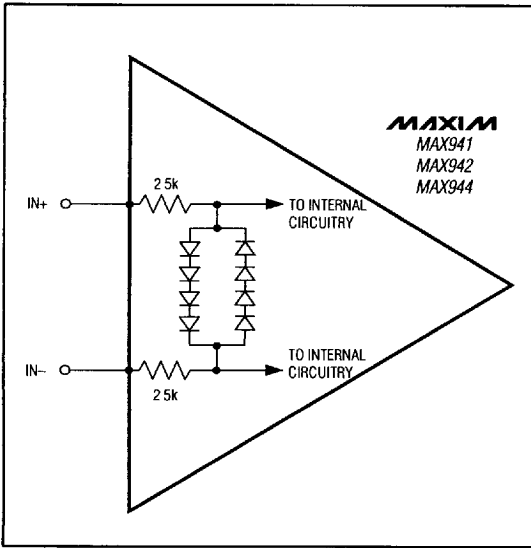 MAXIM
MAX941
MAX942
MAX944
2 5k
IN+
TO INTERNAL
CIRCUITRY
TO INTERNAL
CIRCUITRY
IN–
2 5k